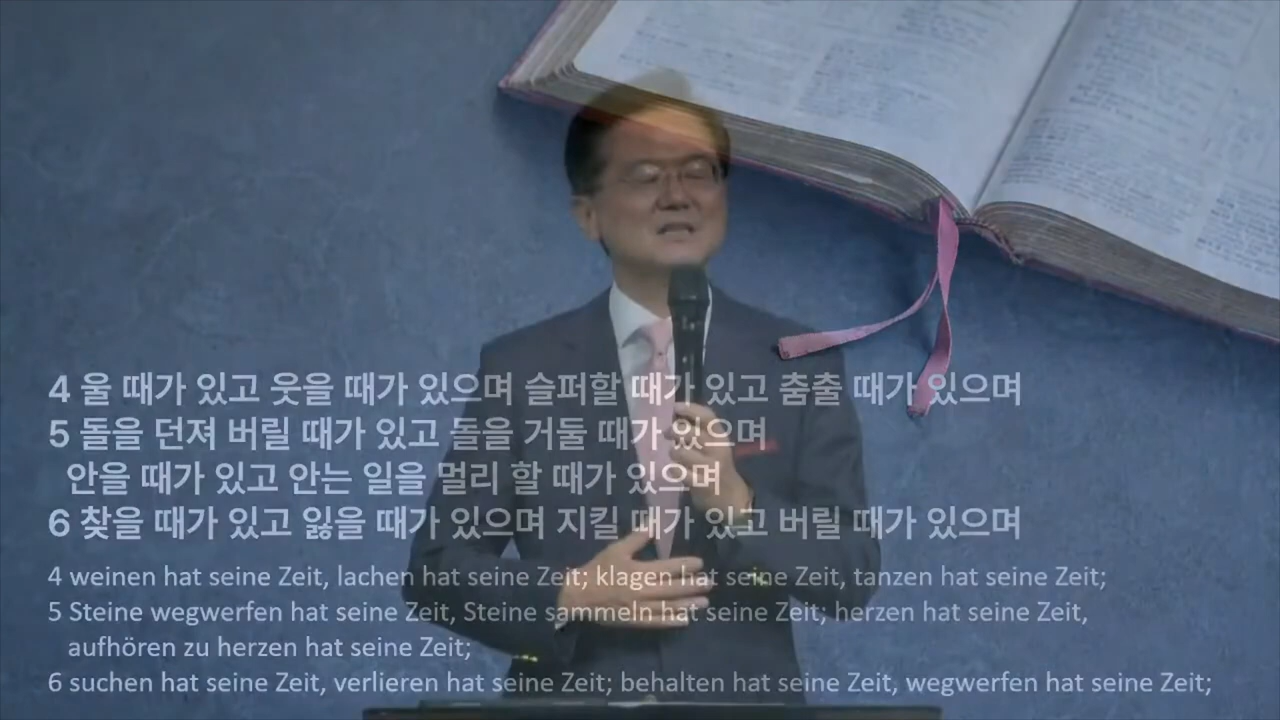 4 울 때가 있고 웃을 때가 있으며 슬퍼할 때가 있고 춤출 때가 있으며
5 돌을 던져 버릴 때가 있고 돌을 거둘 때가 있으며
안을 때가 있고 안는 일을 멀리 할 때가 있으며
6 찾을 때가 있고 잃을 때가 있으며 지킬 때가 있고 버릴 때가 있으며
4 weinen hat seine Zeit, lachen hat seine Zeit; klagen hat seine Zeit, tanzen hat seine Zeit;
5 Steine wegwerfen hat seine Zeit, Steine sammeln hat seine Zeit; herzen hat seine Zeit,
aufhören zu herzen hat seine Zeit;
6 suchen hat seine Zeit, verlieren hat seine Zeit; behalten hat seine Zeit, wegwerfen hat seine Zeit;